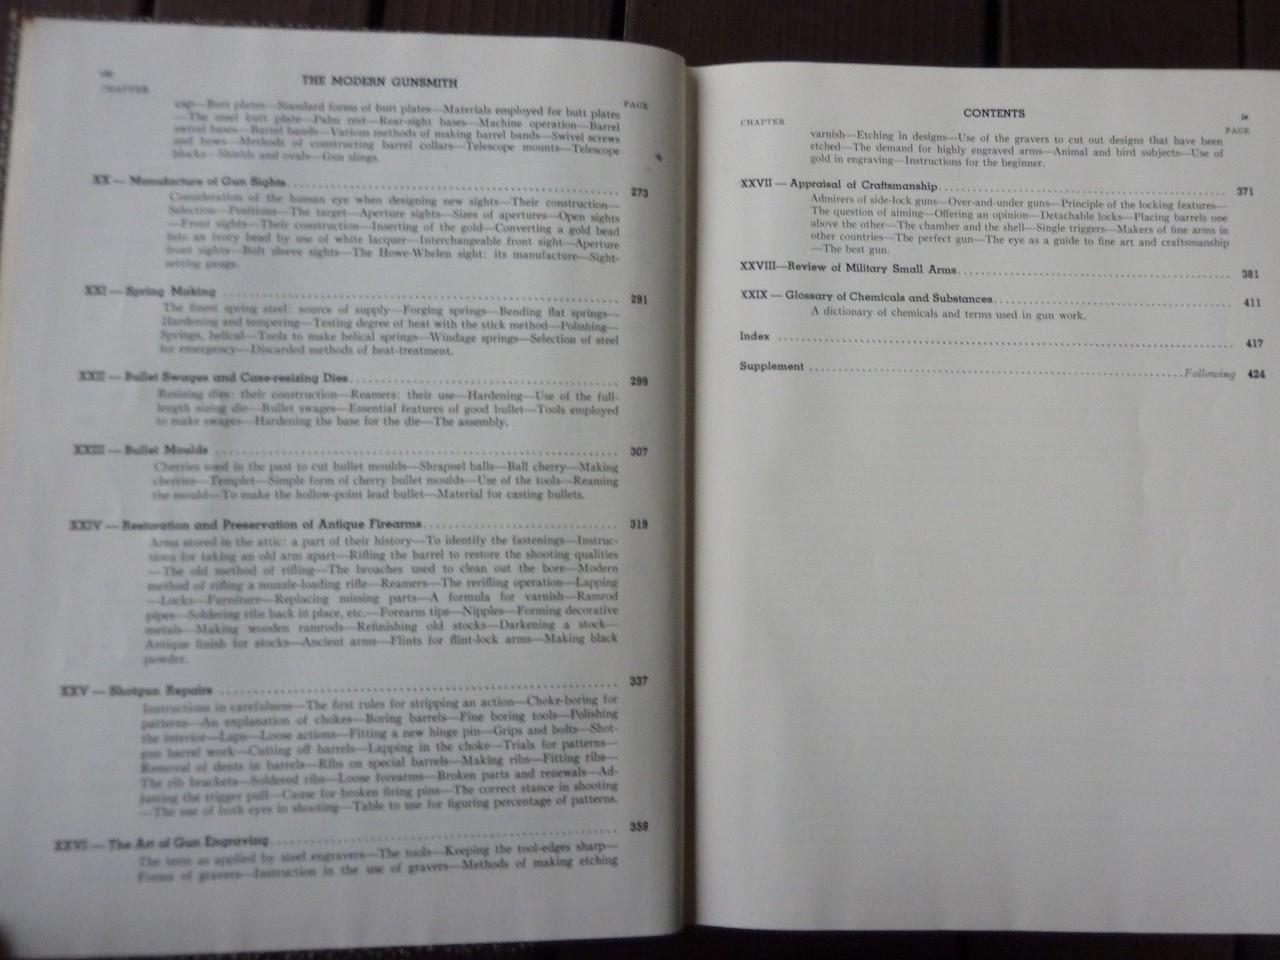 viii
THE MODERN GUNSMITH
CHAPTER
PAGE
cap—Butt plates—Standard forms of butt plates—Materials employed for butt plates
—The steel butt plate—Palm rest—Rear-sight bases—Machine operation—Barrel
swivel bases—Barrel bands—Various methods of making barrel bands—Swivel screws
and bows—Methods of constructing barrel collars—Telescope mounts—Telescope
blocks—Shields and ovals—Gun slings.
XX — Manufacture of Gun Sights ........ 273
Consideration of the human eye when designing new sights—Their construction—
Selection—Positions—The target—Aperture sights—Sizes of apertures—Open sights
—Front sights—Their construction—Inserting of the gold—Converting a gold bead
into an ivory bead by use of white lacquer—Interchangeable front sight—Aperture
front sights—Bolt sleeve sights—The Howe-Whelen sight: its manufacture—Sight-
setting gauge.
XXI — Spring Making ........ 291
The finest spring steel: source of supply—Forging springs—Bending flat springs—
Hardening and tempering—Testing degree of heat with the stick method—Polishing—
Springs, helical—Tools to make helical springs—Windage springs—Selection of steel
for emergency—Discarded methods of heat-treatment.
XXII — Bullet Swages and Case-resizing Dies ........ 299
Resizing dies: their construction—Reamers: their use—Hardening—Use of the full-
length sizing die—Bullet swages—Essential features of good bullet—Tools employed
to make swages—Hardening the base for the die—The assembly.
XXIII — Bullet Moulds ........ 307
Cherries used in the past to cut bullet moulds—Shrapnel balls—Ball cherry—Making
cherries—Templet—Simple form of cherry bullet moulds—Use of the tools—Reaming
the mould—To make the hollow-point lead bullet—Material for casting bullets.
XXIV — Restoration and Preservation of Antique Firearms ........ 319
Arms stored in the attic: a part of their history—To identify the fastenings—Instruc-
tions for taking an old arm apart—Rifling the barrel to restore the shooting qualities
—The old method of rifling—The broaches used to clean out the bore—Modern
method of rifling a muzzle-loading rifle—Reamers—The rerifling operation—Lapping
—Locks—Furniture—Replacing missing parts—A formula for varnish—Ramrod
pipes—Soldering ribs back in place, etc.—Forearm tips—Nipples—Forming decorative
metals—Making wooden ramrods—Refinishing old stocks—Darkening a stock—
Antique finish for stocks—Ancient arms—Flints for flint-lock arms—Making black
powder.
XXV — Shotgun Repairs ........ 337
Instructions in carefulness—The first rules for stripping an action—Choke-boring for
patterns—An explanation of chokes—Boring barrels—Fine boring tools—Polishing
the interior—Laps—Loose actions—Fitting a new hinge pin—Grips and bolts—Shot-
gun barrel work—Cutting off barrels—Lapping in the choke—Trials for patterns—
Removal of dents in barrels—Ribs on special barrels—Making ribs—Fitting ribs—
The rib brackets—Soldered ribs—Loose forearms—Broken parts and renewals—Ad-
justing the trigger pull—Cause for broken firing pins—The correct stance in shooting
—The use of both eyes in shooting—Table to use for figuring percentage of patterns.
XXVI — The Art of Gun Engraving ........ 359
The term as applied by steel engravers—The tools—Keeping the tool-edges sharp—
Forms of gravers—Instruction in the use of gravers—Methods of making etching
CONTENTS
ix
CHAPTER
PAGE
varnish—Etching in designs—Use of the gravers to cut out designs that have been
etched—The demand for highly engraved arms—Animal and bird subjects—Use of
gold in engraving—Instructions for the beginner.
XXVII — Appraisal of Craftsmanship ........ 371
Admirers of side-lock guns—Over-and-under guns—Principle of the locking features—
The question of aiming—Offering an opinion—Detachable locks—Placing barrels one
above the other—The chamber and the shell—Single triggers—Makers of fine arms in
other countries—The perfect gun—The eye as a guide to fine art and craftsmanship
—The best gun.
XXVIII—Review of Military Small Arms ........ 381
XXIX — Glossary of Chemicals and Substances ........ 411
A dictionary of chemicals and terms used in gun work.
Index ........ 417
Supplement ........ Following 424